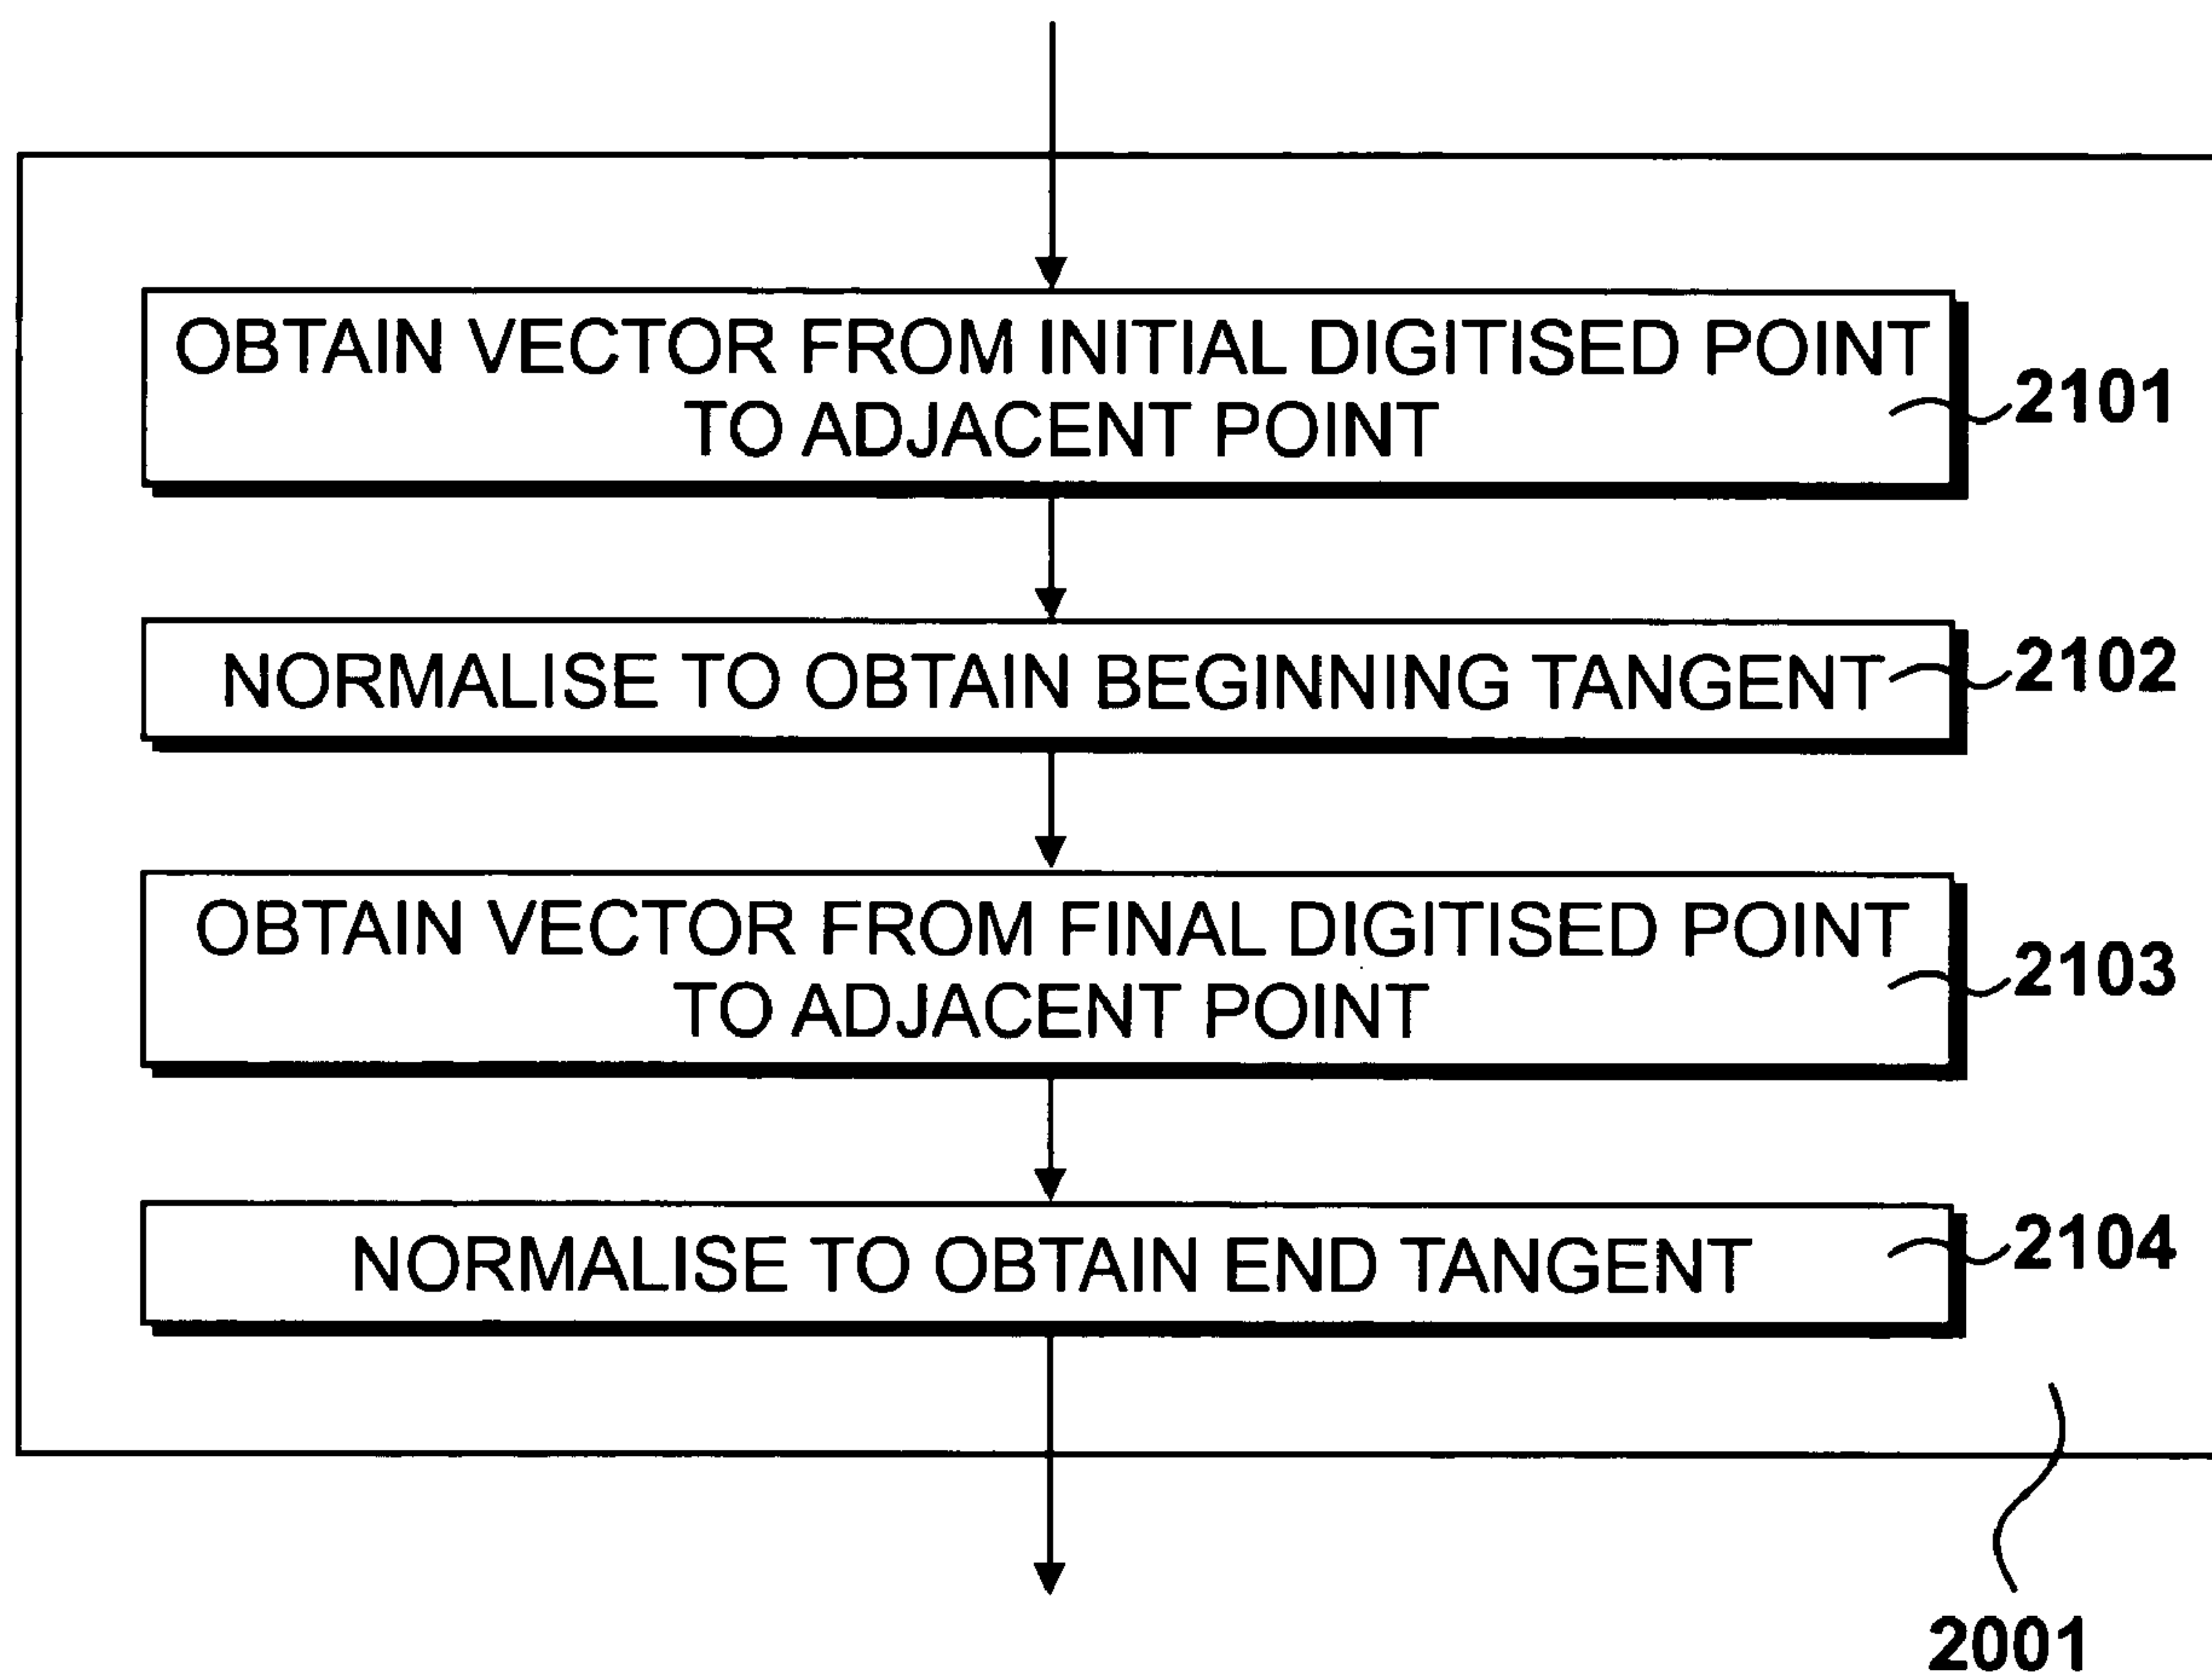 OBTAIN VECTOR FROM INITIAL DIGITISED POINT
TO ADJACENT POINT
2101
NORMALISE TO OBTAIN BEGINNING TANGENT
2102
OBTAIN VECTOR FROM FINAL DIGITISED POINT
TO ADJACENT POINT
2103
NORMALISE TO OBTAIN END TANGENT
2104
2001